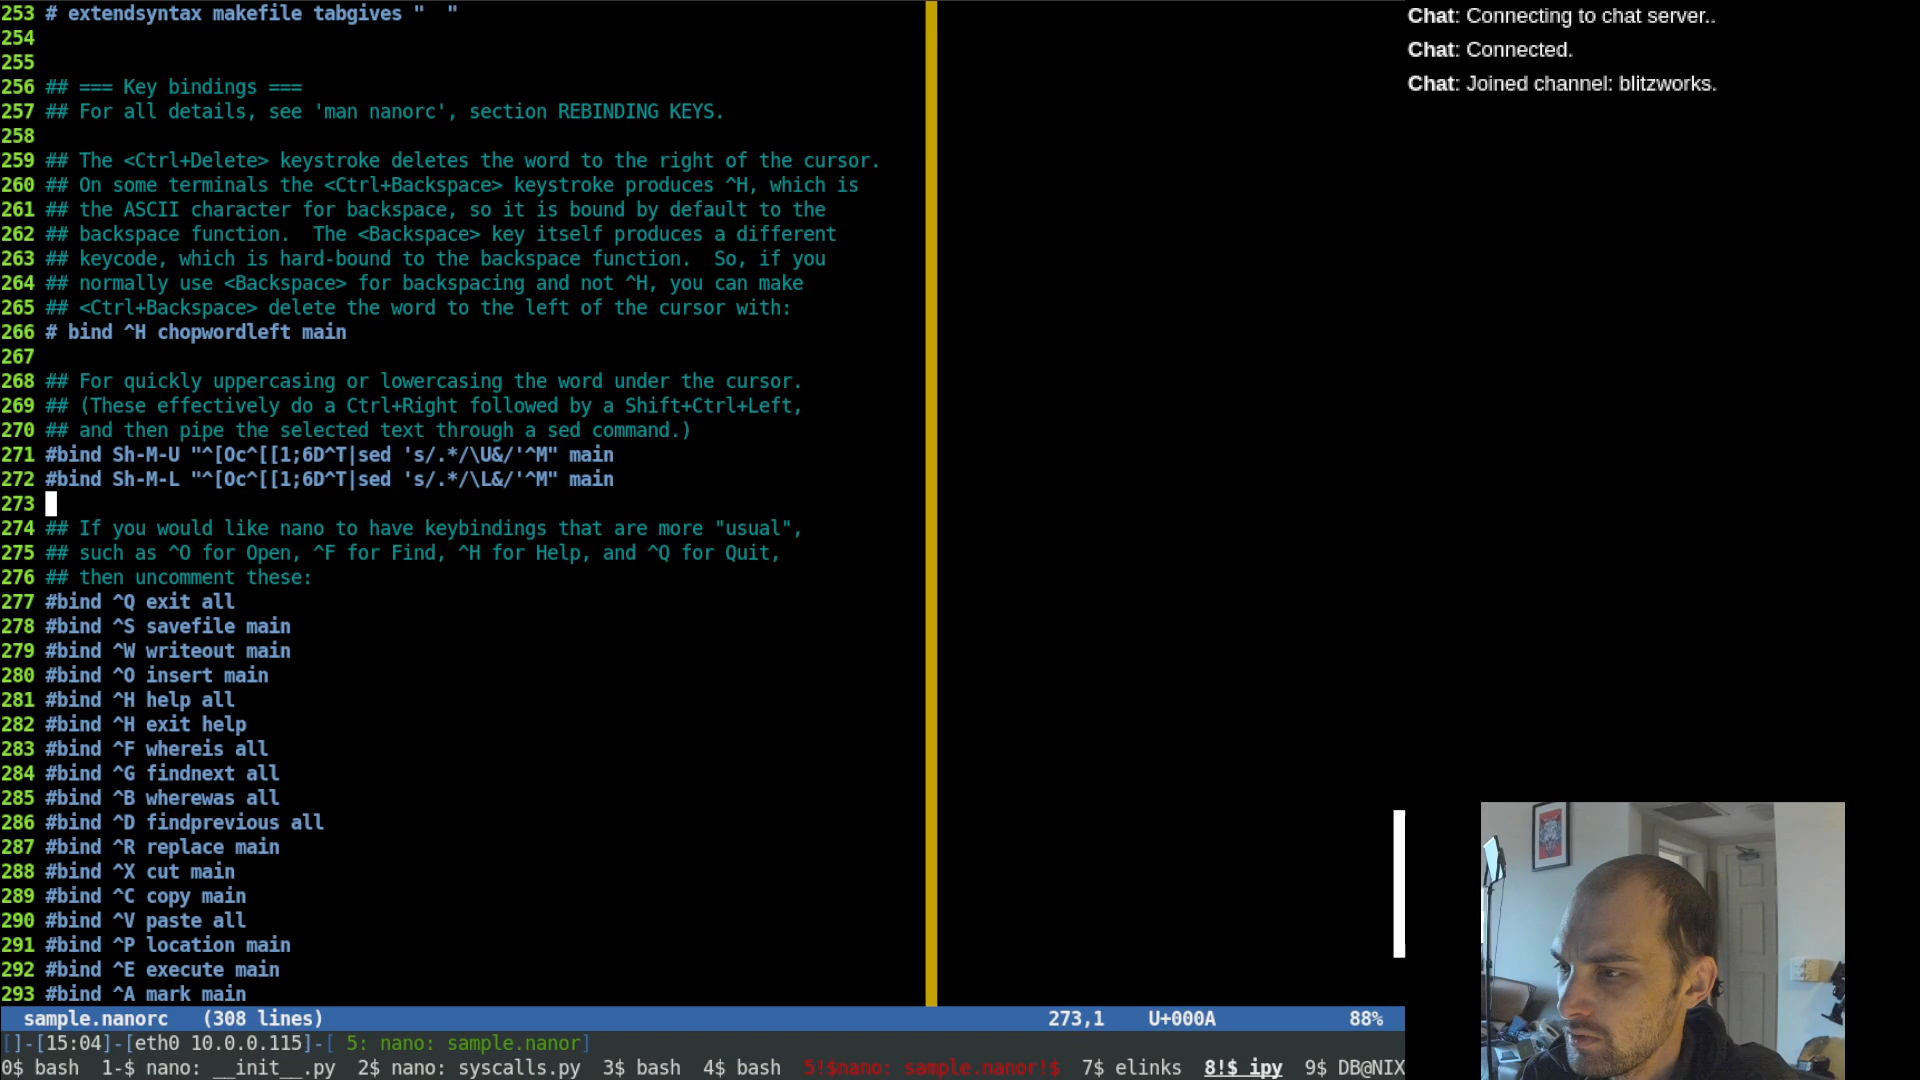 253 # extendsyntax makefile tabgives "  "
254
255
256 ## === Key bindings ===
257 ## For all details, see 'man nanorc', section REBINDING KEYS.
258
259 ## The <Ctrl+Delete> keystroke deletes the word to the right of the cursor.
260 ## On some terminals the <Ctrl+Backspace> keystroke produces ^H, which is
261 ## the ASCII character for backspace, so it is bound by default to the
262 ## backspace function.  The <Backspace> key itself produces a different
263 ## keycode, which is hard-bound to the backspace function.  So, if you
264 ## normally use <Backspace> for backspacing and not ^H, you can make
265 ## <Ctrl+Backspace> delete the word to the left of the cursor with:
266 # bind ^H chopwordleft main
267
268 ## For quickly uppercasing or lowercasing the word under the cursor.
269 ## (These effectively do a Ctrl+Right followed by a Shift+Ctrl+Left,
270 ## and then pipe the selected text through a sed command.)
271 #bind Sh-M-U "^[Oc^[[1;6D^T|sed 's/.*/\U&/'^M" main
272 #bind Sh-M-L "^[Oc^[[1;6D^T|sed 's/.*/\L&/'^M" main
273
274 ## If you would like nano to have keybindings that are more "usual",
275 ## such as ^O for Open, ^F for Find, ^H for Help, and ^Q for Quit,
276 ## then uncomment these:
277 #bind ^Q exit all
278 #bind ^S savefile main
279 #bind ^W writeout main
280 #bind ^O insert main
281 #bind ^H help all
282 #bind ^H exit help
283 #bind ^F whereis all
284 #bind ^G findnext all
285 #bind ^B wherewas all
286 #bind ^D findprevious all
287 #bind ^R replace main
288 #bind ^X cut main
289 #bind ^C copy main
290 #bind ^V paste all
291 #bind ^P location main
292 #bind ^E execute main
293 #bind ^A mark main
sample.nanorc (308 lines) 273,1 U+000A 88%
[]-[15:04]-[eth0 10.0.0.115]-[ 5: nano: sample.nanor]
0$ bash 1-$ nano: __init__.py 2$ nano: syscalls.py 3$ bash 4$ bash 5!$nano: sample.nanor!$ 7$ elinks 8!$ ipy 9$ DB@NIX
Chat: Connecting to chat server..
Chat: Connected.
Chat: Joined channel: blitzworks.